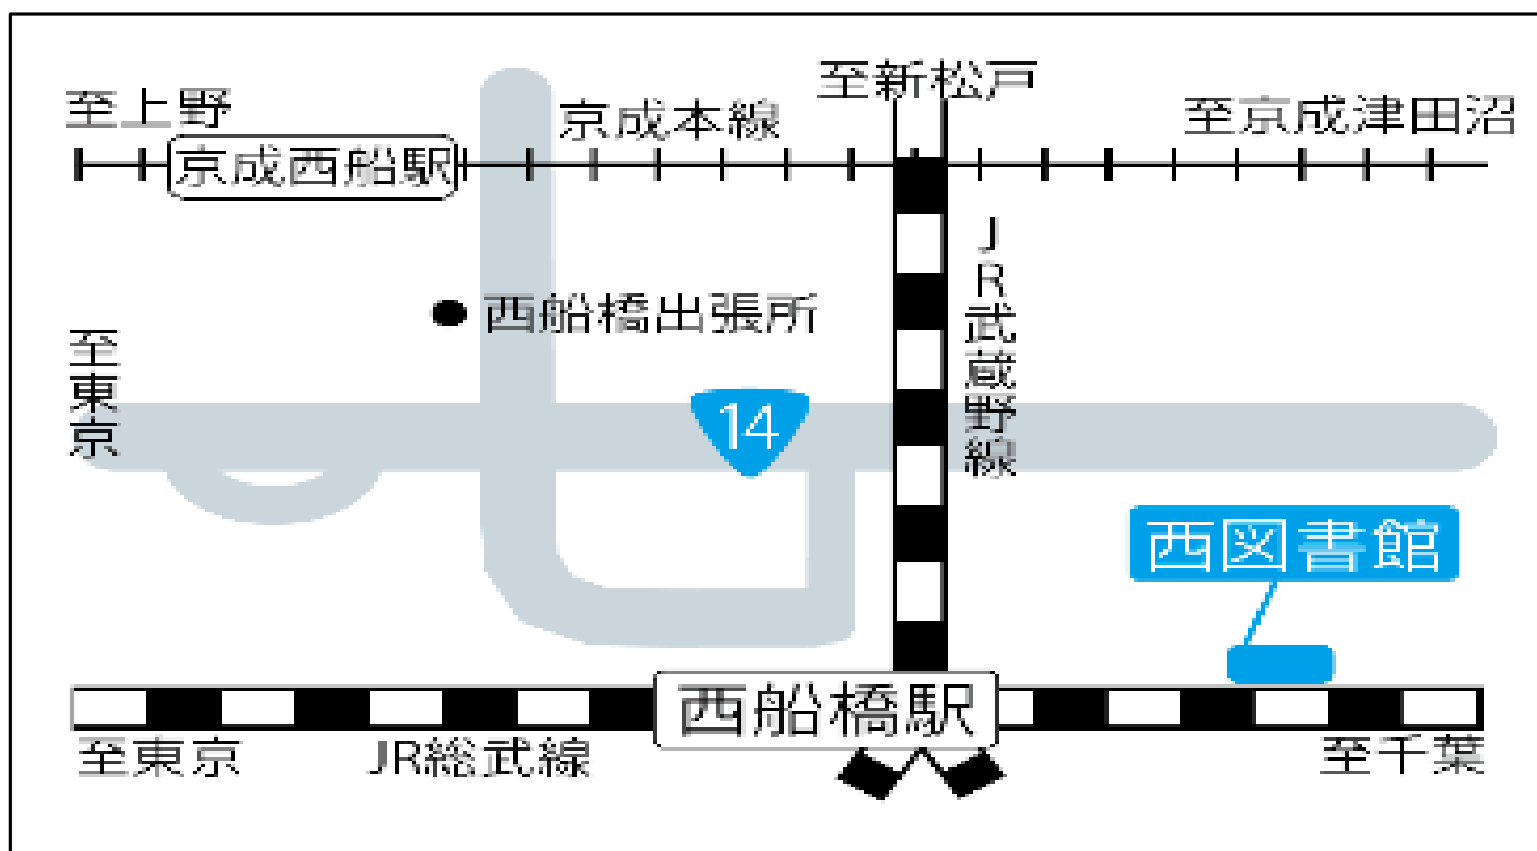 至新松戸
至上野
京成本線
至京成津田沼
京成西船駅
JR武蔵野線
西船橋出張所
至東京
14
西図書館
西船橋駅
至東京
JR総武線
至千葉